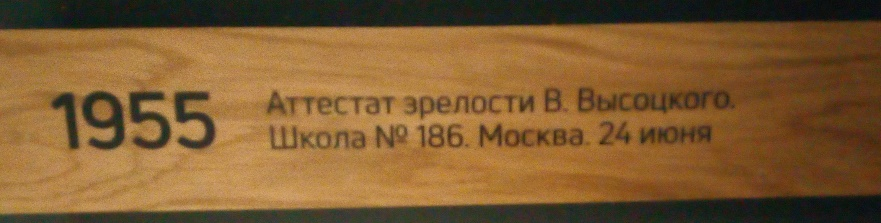 1955
Аттестат зрелости В. Высоцкого.
Школа № 186. Москва. 24 июня